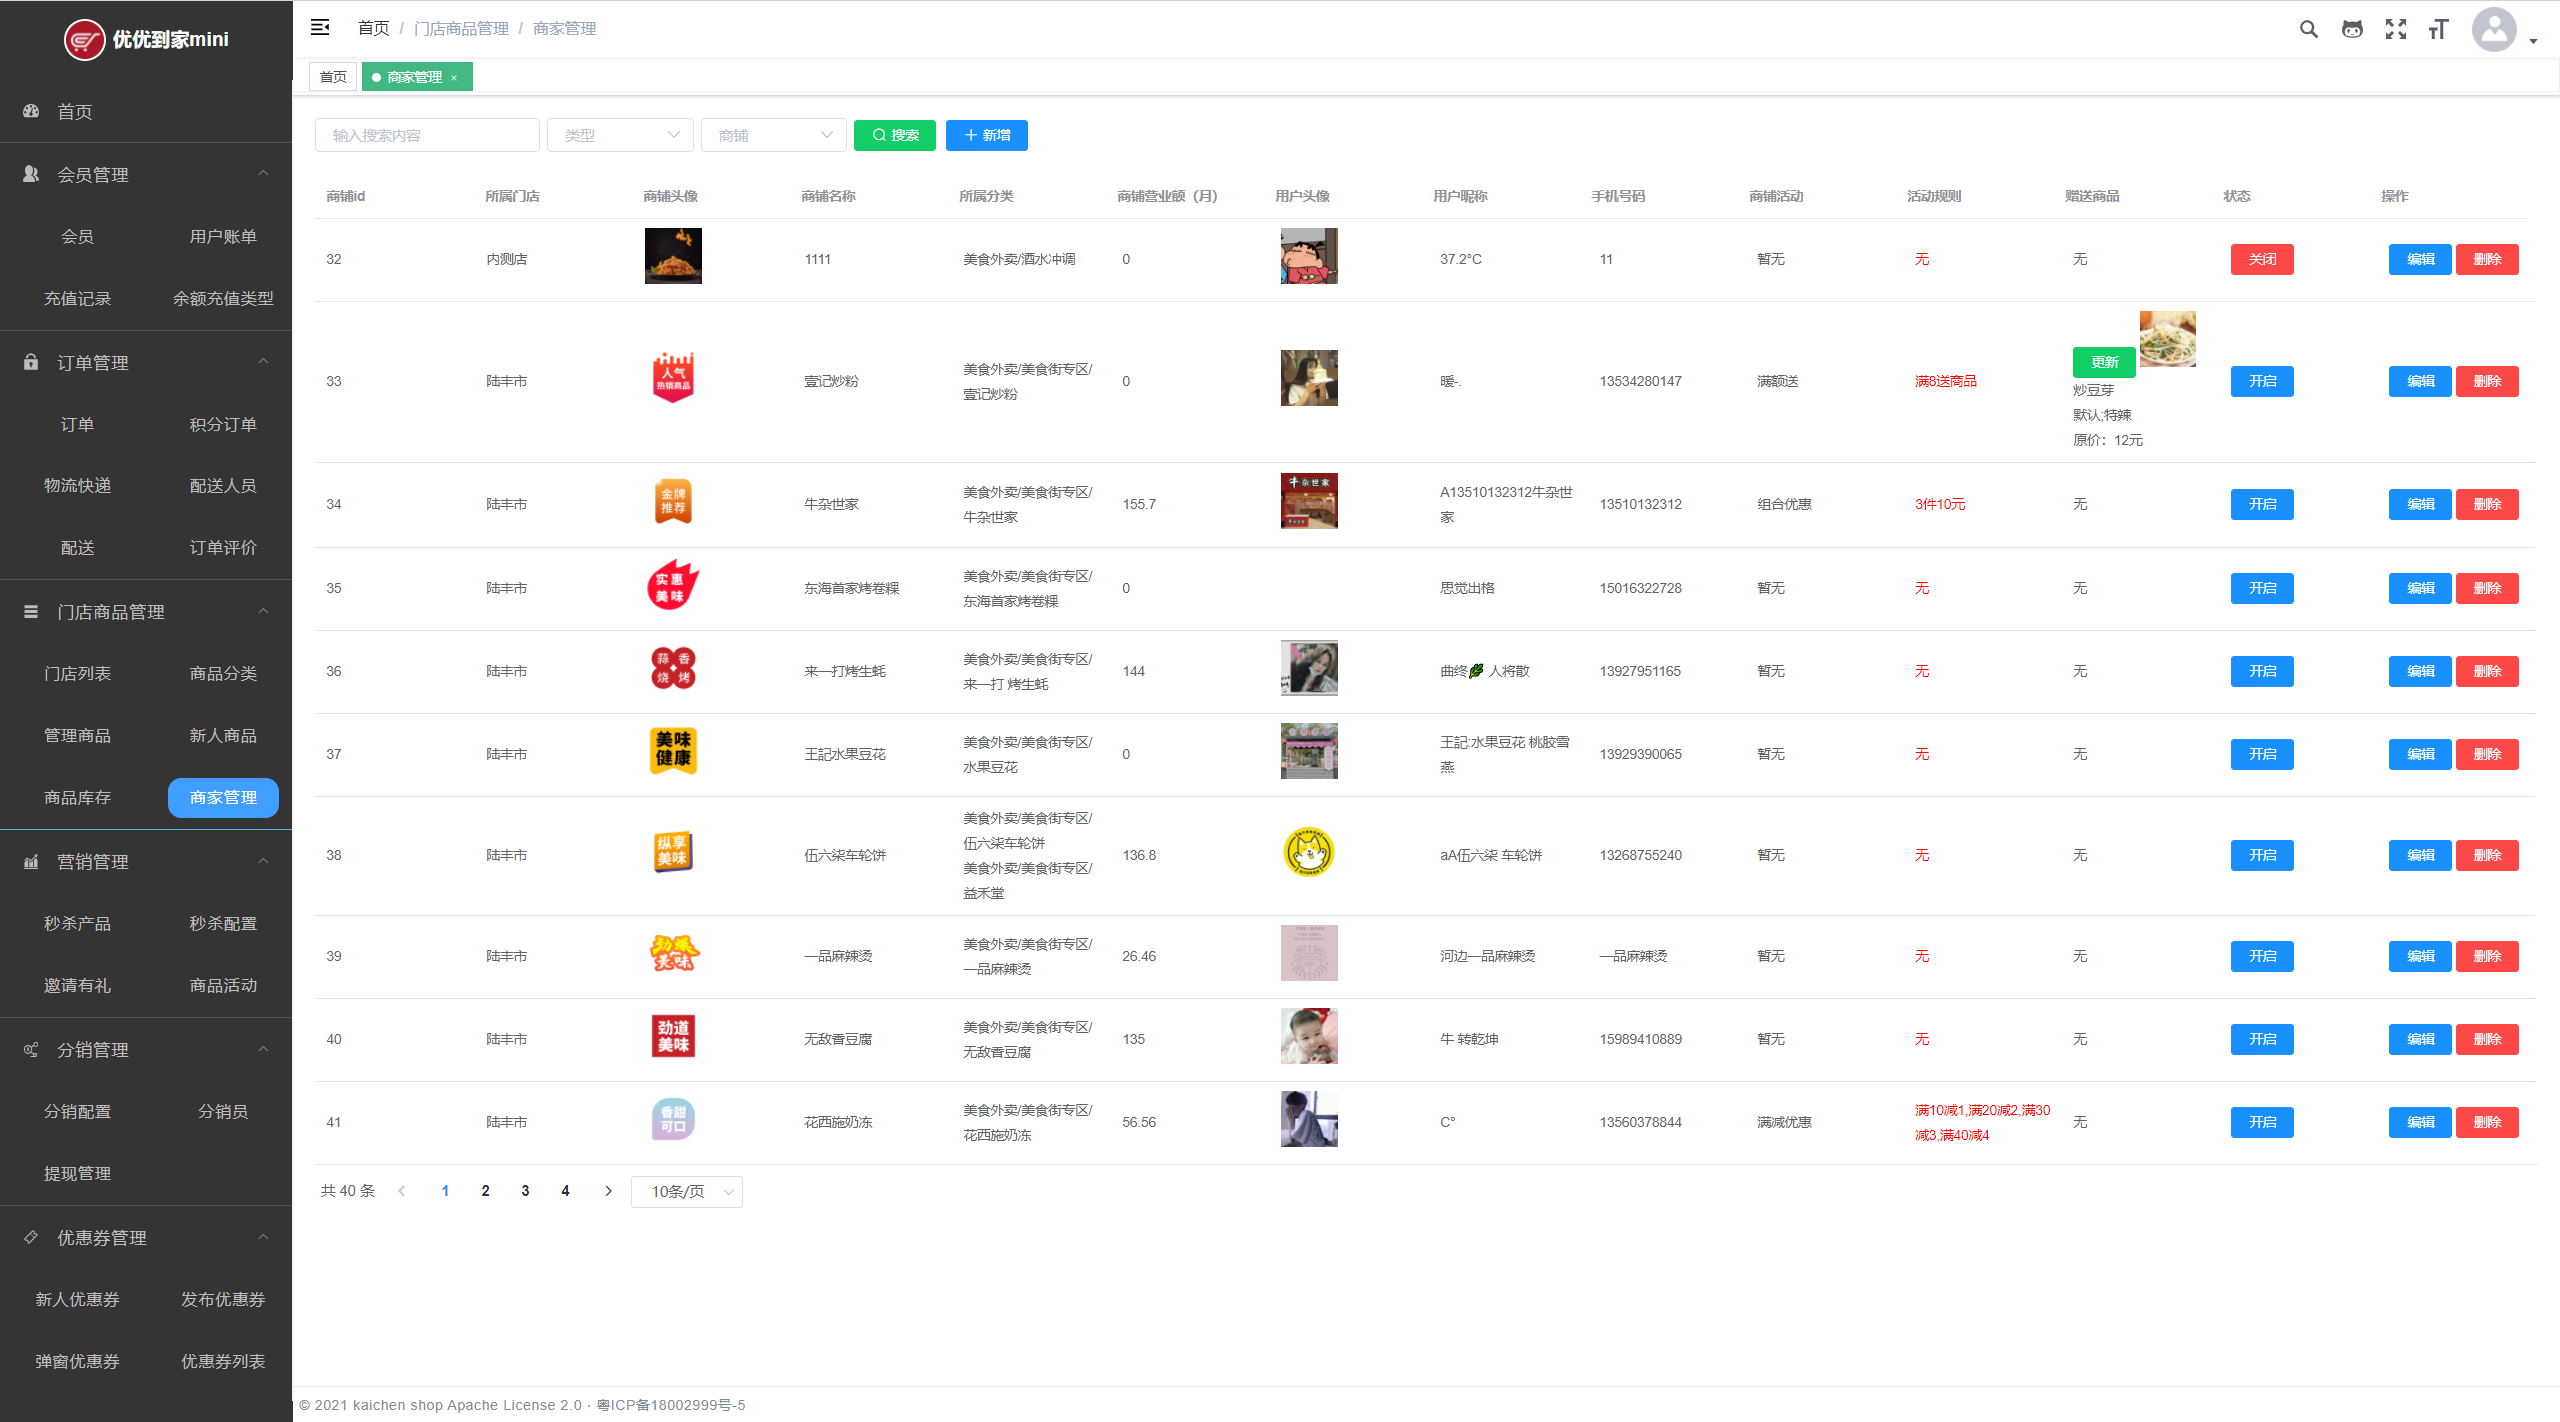 优优到家mini
首页
会员管理
会员 用户账单
充值记录 余额充值类型
订单管理
订单 积分订单
物流快递 配送人员
配送 订单评价
门店商品管理
门店列表 商品分类
管理商品 新人商品
商品库存 商家管理
营销管理
秒杀产品 秒杀配置
邀请有礼 商品活动
分销管理
分销配置 分销员
提现管理
优惠券管理
新人优惠券 发布优惠券
弹窗优惠券 优惠券列表
首页 / 门店商品管理 / 商家管理
首页 商家管理 ×
输入搜索内容 类型 商铺 搜索 新增
商铺id 所属门店 商铺头像 商铺名称 所属分类 商铺营业额（月） 用户头像 用户昵称 手机号码 商铺活动 活动规则 赠送商品 状态 操作
32 内测店 1111 美食外卖/酒水冲调 0 37.2°C 11 暂无 无 无 关闭 编辑 删除
33 陆丰市 人气 热销商品 壹记炒粉 美食外卖/美食街专区/
壹记炒粉 0 暖-. 13534280147 满额送 满8送商品 更新
炒豆芽
默认;特辣
原价：12元 开启 编辑 删除
34 陆丰市 金牌 推荐 牛杂世家 美食外卖/美食街专区/
牛杂世家 155.7 牛杂世家 A13510132312牛杂世
家 13510132312 组合优惠 3件10元 无 开启 编辑 删除
35 陆丰市 实惠 美味 东海首家烤卷粿 美食外卖/美食街专区/
东海首家烤卷粿 0 思觉出格 15016322728 暂无 无 无 开启 编辑 删除
36 陆丰市 蒜香 烧烤 来一打烤生蚝 美食外卖/美食街专区/
来一打 烤生蚝 144 曲终 人将散 13927951165 暂无 无 无 开启 编辑 删除
37 陆丰市 美味 健康 王記水果豆花 美食外卖/美食街专区/
水果豆花 0 王記:水果豆花 桃胶雪
燕 13929390065 暂无 无 无 开启 编辑 删除
38 陆丰市 纵享 美味 伍六柒车轮饼 美食外卖/美食街专区/
伍六柒车轮饼
美食外卖/美食街专区/
益禾堂 136.8 aA伍六柒 车轮饼 13268755240 暂无 无 无 开启 编辑 删除
39 陆丰市 劲爆 美味 一品麻辣烫 美食外卖/美食街专区/
一品麻辣烫 26.46 河边一品麻辣烫 一品麻辣烫 暂无 无 无 开启 编辑 删除
40 陆丰市 劲道 美味 无敌香豆腐 美食外卖/美食街专区/
无敌香豆腐 135 牛 转乾坤 15989410889 暂无 无 无 开启 编辑 删除
41 陆丰市 香甜 可口 花西施奶冻 美食外卖/美食街专区/
花西施奶冻 56.56 C° 13560378844 满减优惠 满10减1,满20减2,满30
减3,满40减4 无 开启 编辑 删除
共 40 条 1 2 3 4 10条/页
© 2021 kaichen shop Apache License 2.0 · 粤ICP备18002999号-5